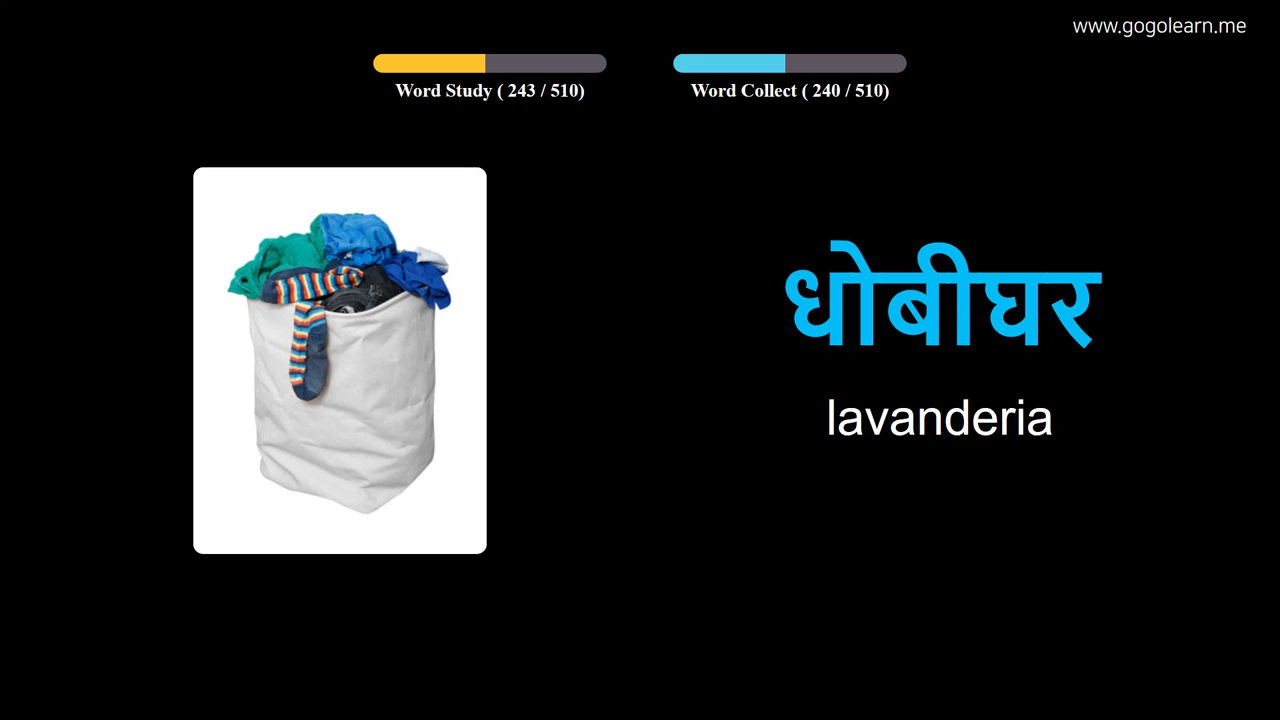 www.gogolearn.me
Word Study ( 243 / 510)
Word Collect ( 240 / 510)
धोबीघर
lavanderia